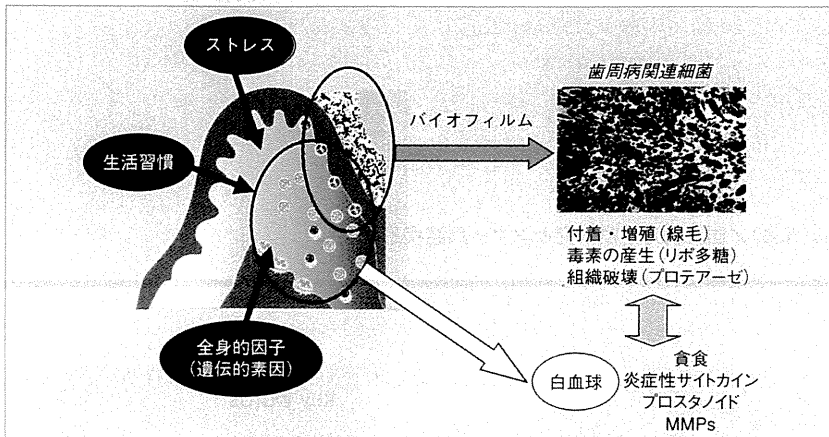 ストレス
歯周病関連細菌
バイオフィルム
生活習慣
付着・増殖(線毛)
毒素の産生(リポ多糖)
組織破壊(プロテアーゼ)
全身的因子
(遺伝的素因)
白血球
貪食
炎症性サイトカイン
プロスタノイド
MMPs